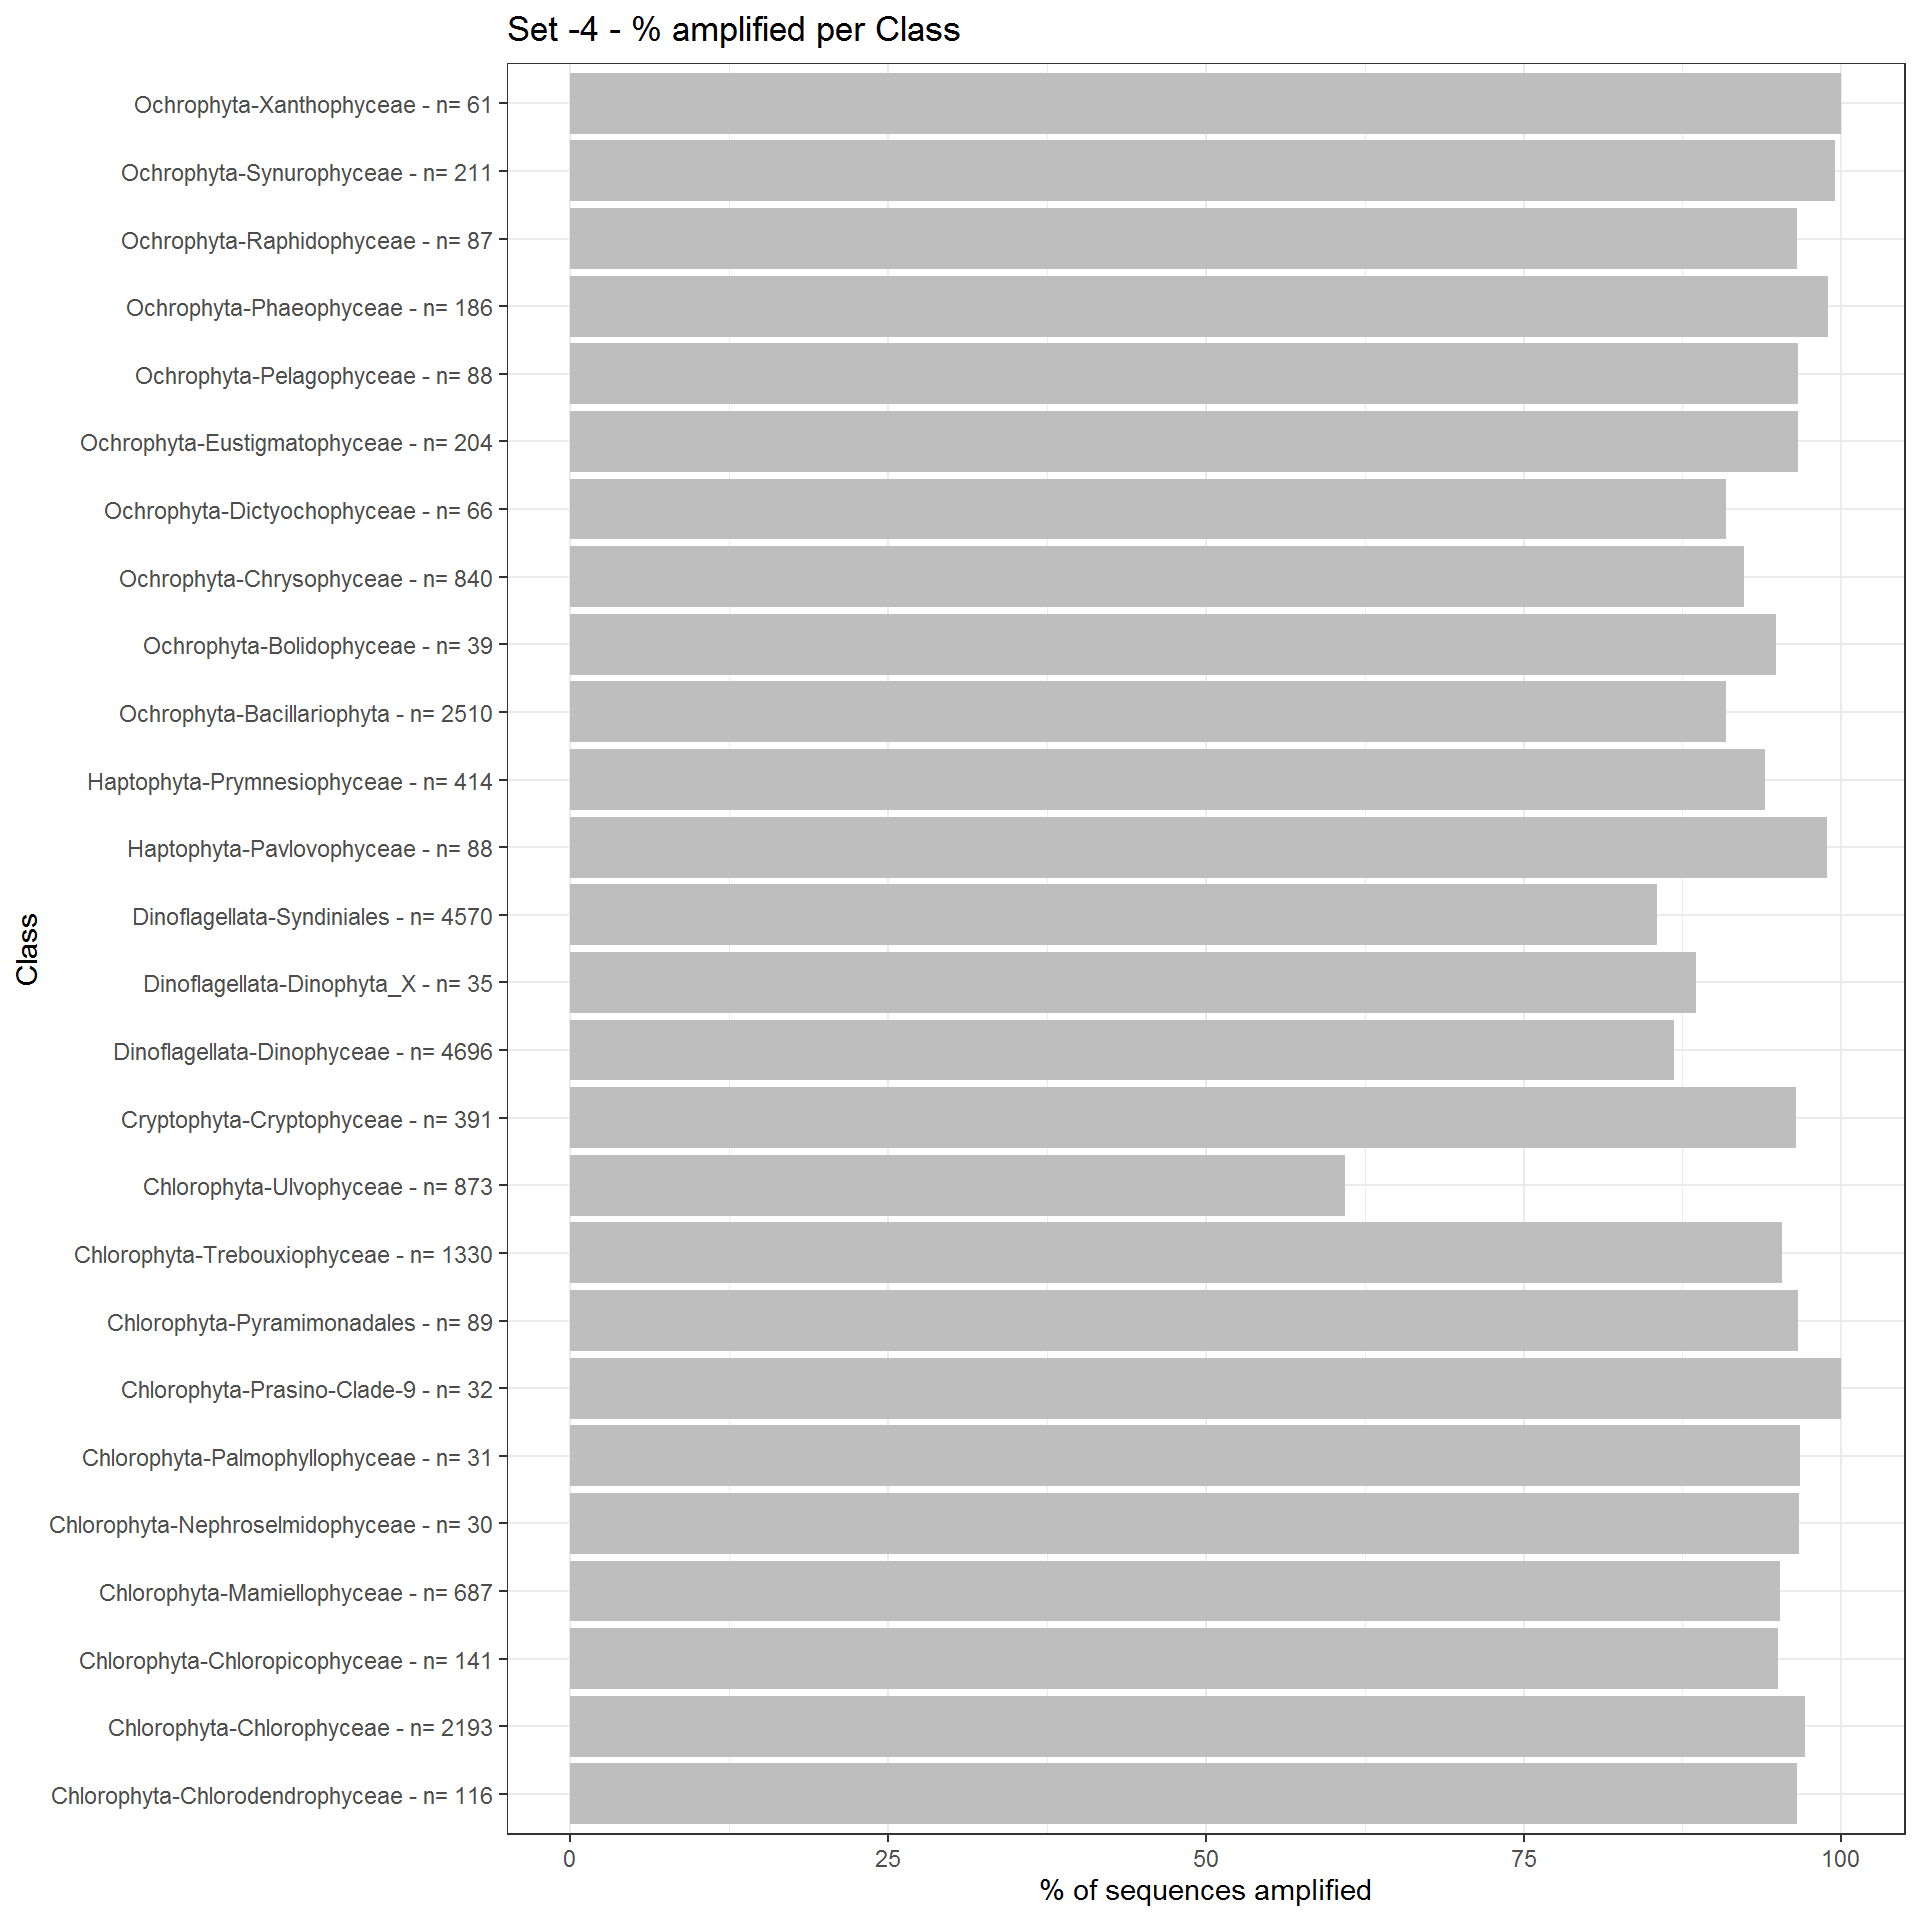 Set -4 - % amplified per Class
Ochrophyta-Xanthophyceae - n= 61
Ochrophyta-Synurophyceae - n= 211
Ochrophyta-Raphidophyceae - n= 87
Ochrophyta-Phaeophyceae - n= 186
Ochrophyta-Pelagophyceae - n= 88
Ochrophyta-Eustigmatophyceae - n= 204
Ochrophyta-Dictyochophyceae - n= 66
Ochrophyta-Chrysophyceae - n= 840
Ochrophyta-Bolidophyceae - n= 39
Ochrophyta-Bacillariophyta - n= 2510
Haptophyta-Prymnesiophyceae - n= 414
Haptophyta-Pavlovophyceae - n= 88
Dinoflagellata-Syndiniales - n= 4570
Dinoflagellata-Dinophyta_X - n= 35
Dinoflagellata-Dinophyceae - n= 4696
Cryptophyta-Cryptophyceae - n= 391
Chlorophyta-Ulvophyceae - n= 873
Chlorophyta-Trebouxiophyceae - n= 1330
Chlorophyta-Pyramimonadales - n= 89
Chlorophyta-Prasino-Clade-9 - n= 32
Chlorophyta-Palmophyllophyceae - n= 31
Chlorophyta-Nephroselmidophyceae - n= 30
Chlorophyta-Mamiellophyceae - n= 687
Chlorophyta-Chloropicophyceae - n= 141
Chlorophyta-Chlorophyceae - n= 2193
Chlorophyta-Chlorodendrophyceae - n= 116
Class
0 25 50 75 100
% of sequences amplified